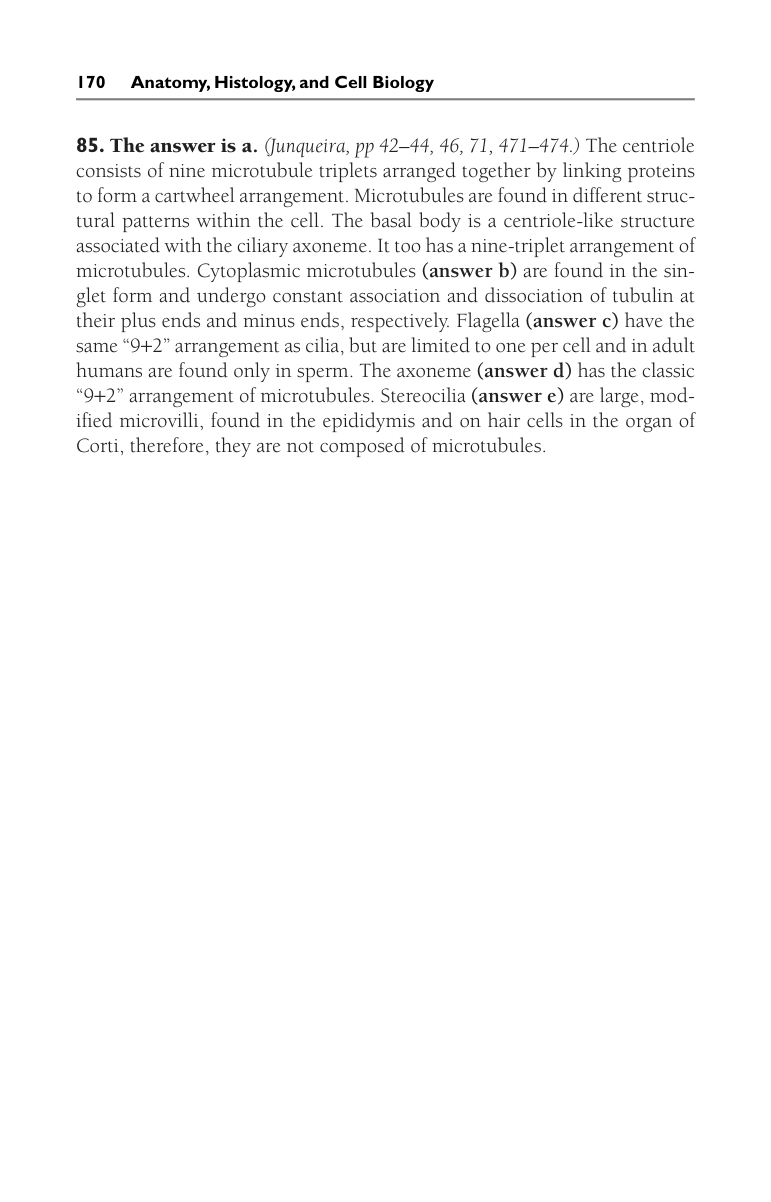 170 Anatomy, Histology, and Cell Biology
85. The answer is a. (Junqueira, pp 42–44, 46, 71, 471–474.) The centriole
consists of nine microtubule triplets arranged together by linking proteins
to form a cartwheel arrangement. Microtubules are found in different struc-
tural patterns within the cell. The basal body is a centriole-like structure
associated with the ciliary axoneme. It too has a nine-triplet arrangement of
microtubules. Cytoplasmic microtubules (answer b) are found in the sin-
glet form and undergo constant association and dissociation of tubulin at
their plus ends and minus ends, respectively. Flagella (answer c) have the
same “9+2” arrangement as cilia, but are limited to one per cell and in adult
humans are found only in sperm. The axoneme (answer d) has the classic
“9+2” arrangement of microtubules. Stereocilia (answer e) are large, mod-
ified microvilli, found in the epididymis and on hair cells in the organ of
Corti, therefore, they are not composed of microtubules.